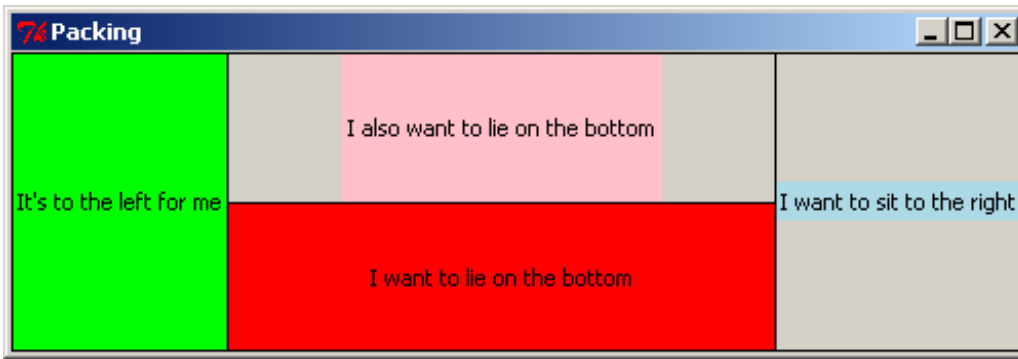 Packing
I also want to lie on the bottom
It's to the left for me
I want to sit to the right
I want to lie on the bottom